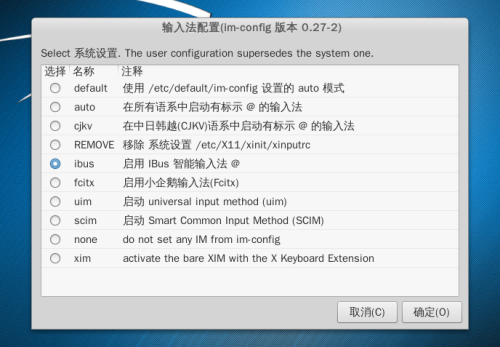 输入法配置(im-config 版本 0.27-2)
Select 系统设置. The user configuration supersedes the system one.
选择 名称 注释
default 使用 /etc/default/im-config 设置的 auto 模式
auto 在所有语系中启动有标示 @ 的输入法
cjkv 在中日韩越(CJKV)语系中启动有标示 @ 的输入法
REMOVE 移除 系统设置 /etc/X11/xinit/xinputrc
ibus 启用 IBus 智能输入法 @
fcitx 启用小企鹅输入法(Fcitx)
uim 启动 universal input method (uim)
scim 启动 Smart Common Input Method (SCIM)
none do not set any IM from im-config
xim activate the bare XIM with the X Keyboard Extension
取消(C) 确定(O)